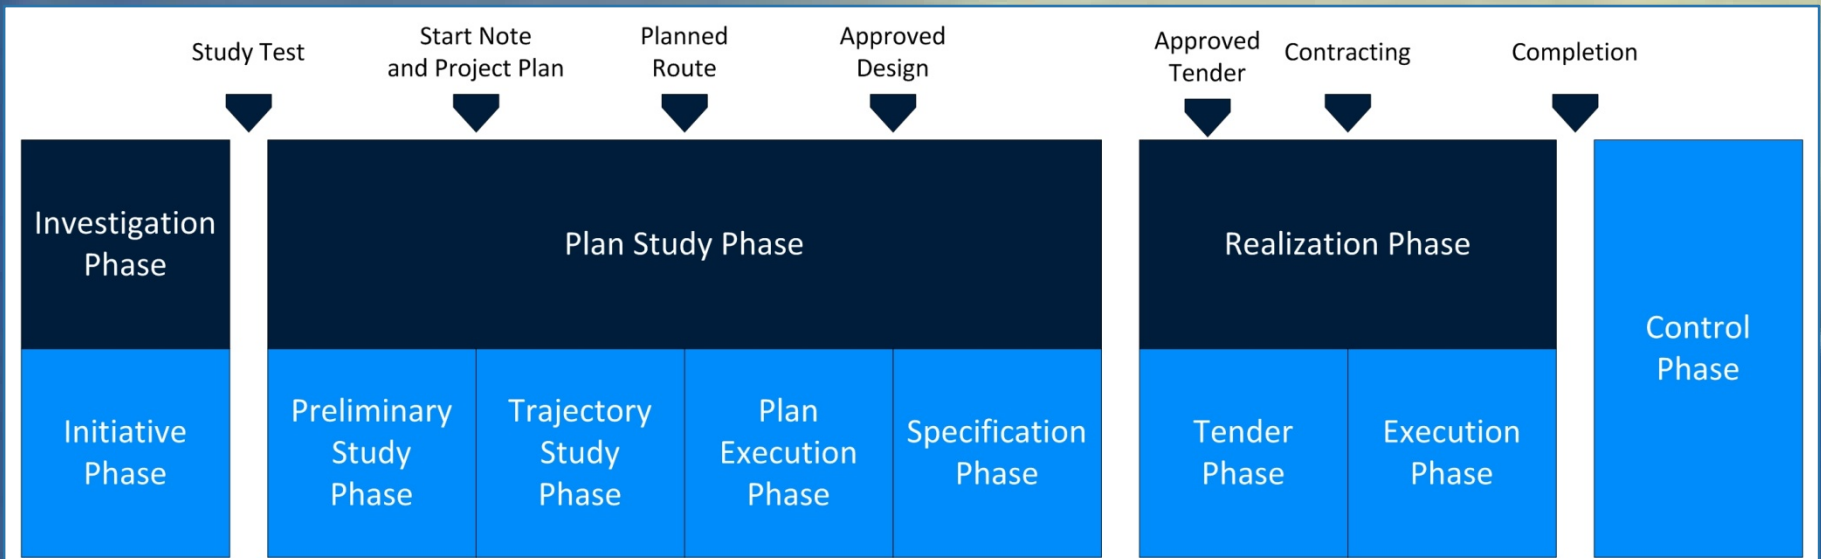 Study Test
Start Note
and Project Plan
Planned
Route
Approved
Design
Approved
Tender
Contracting
Completion
Investigation
Phase
Plan Study Phase
Realization Phase
Control
Phase
Initiative
Phase
Preliminary
Study
Phase
Trajectory
Study
Phase
Plan
Execution
Phase
Specification
Phase
Tender
Phase
Execution
Phase